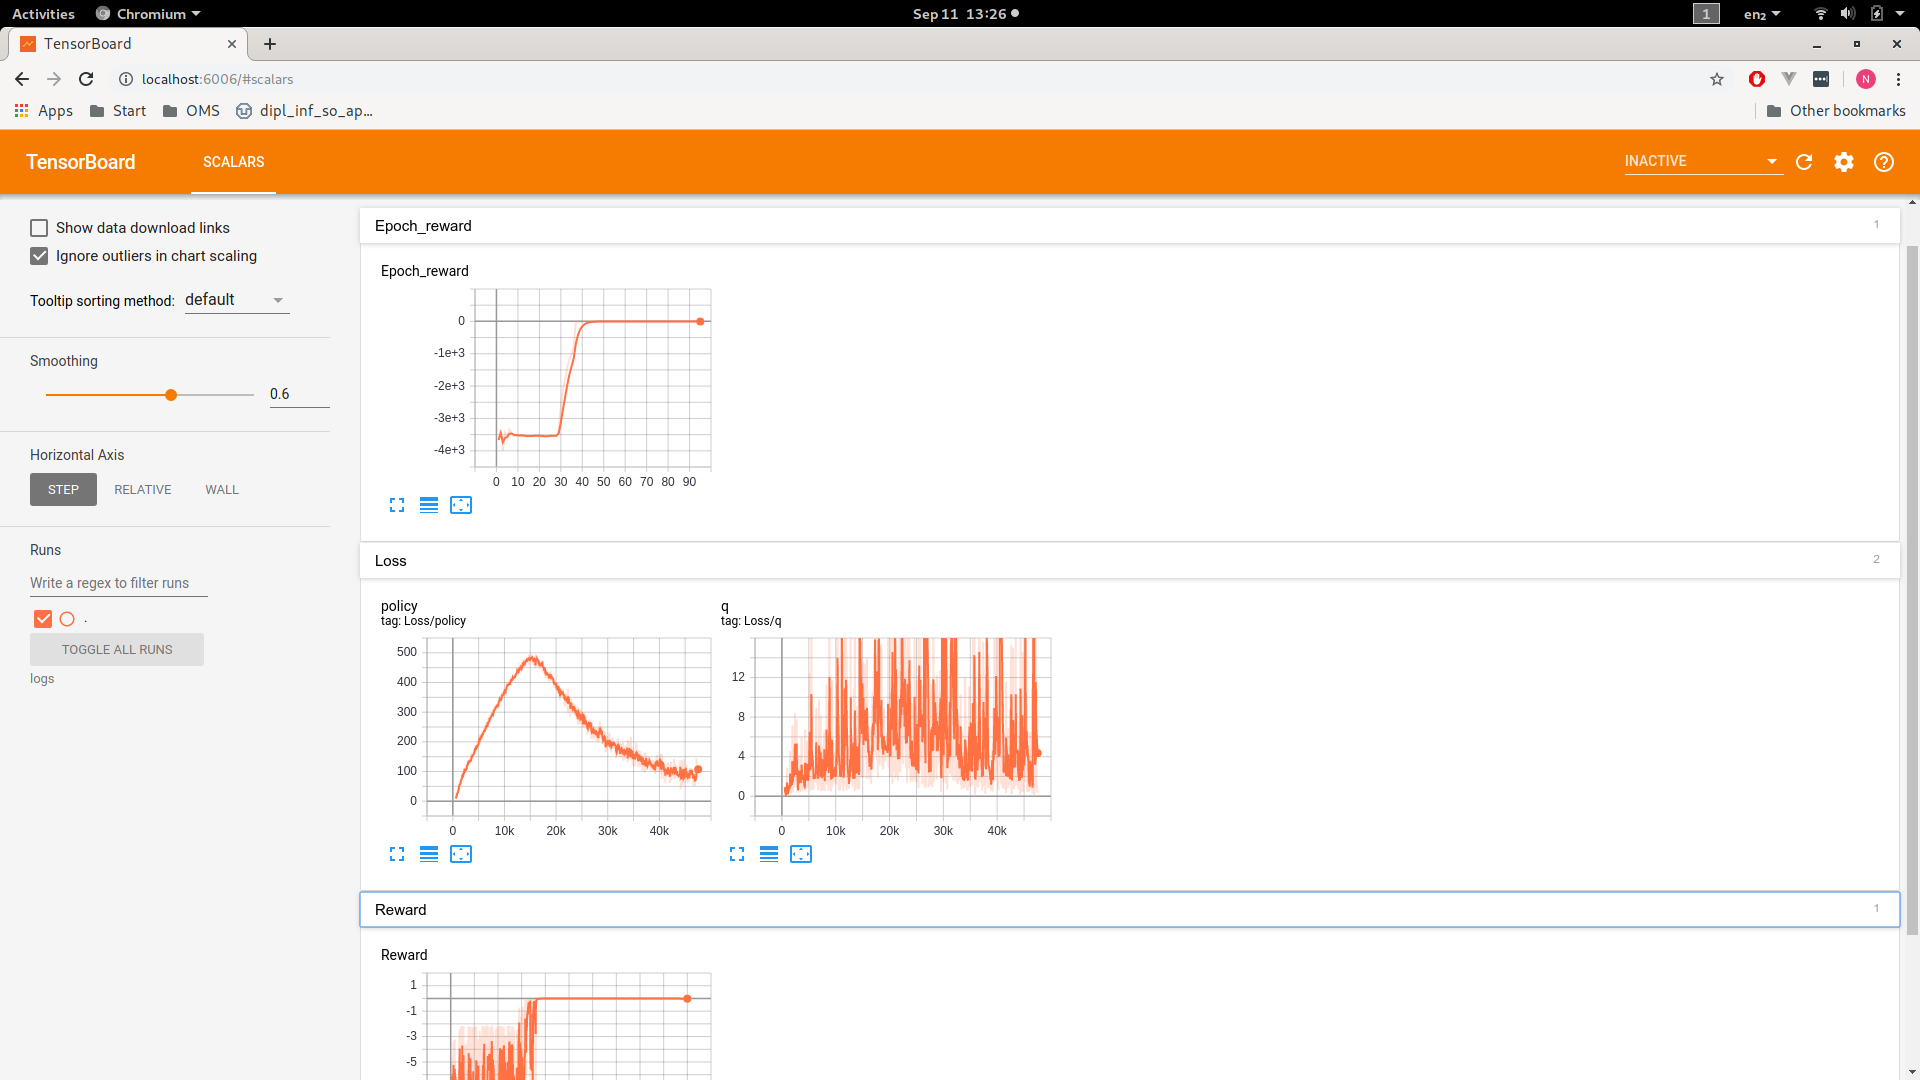 Activities Chromium Sep 11 13:26 1 en₂
TensorBoard
localhost:6006/#scalars N
Apps Start OMS dipl_inf_so_ap... Other bookmarks
TensorBoard SCALARS INACTIVE
Show data download links
Ignore outliers in chart scaling
Tooltip sorting method: default
Smoothing
0.6
Horizontal Axis
STEP RELATIVE WALL
Runs
Write a regex to filter runs
.
TOGGLE ALL RUNS
logs
Epoch_reward 1
Epoch_reward
0
-1e+3
-2e+3
-3e+3
-4e+3
0 10 20 30 40 50 60 70 80 90
Loss 2
policy
tag: Loss/policy
500
400
300
200
100
0
0 10k 20k 30k 40k
q
tag: Loss/q
12
8
4
0
0 10k 20k 30k 40k
Reward 1
Reward
1
-1
-3
-5